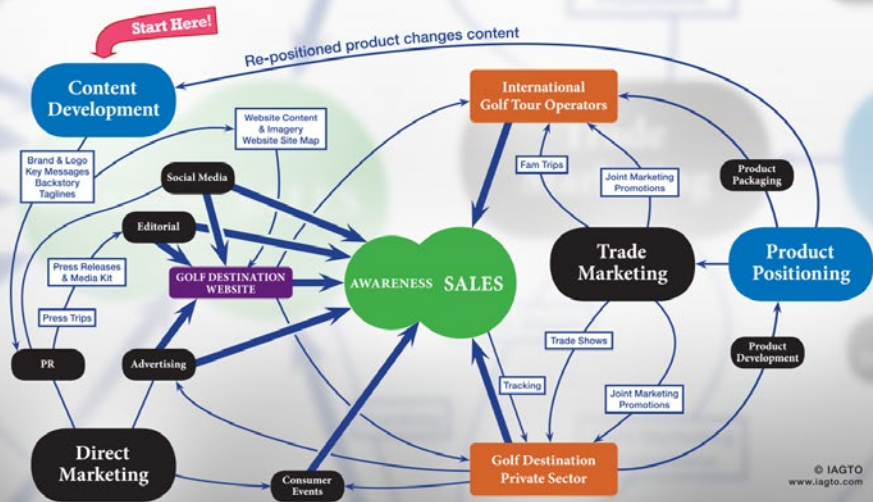 Start Here!
Re-positioned product changes content
Content
Development
Website Content
& Imagery
Website Site Map
Brand & Logo
Key Messages
Backstory
Taglines
Social Media
Editorial
Press Releases
& Media Kit
Press Trips
GOLF DESTINATION
WEBSITE
PR
Advertising
Direct
Marketing
Consumer
Events
AWARENESS
SALES
Tracking
International
Golf Tour Operators
Fam Trips
Joint Marketing
Promotions
Product
Packaging
Trade
Marketing
Product
Positioning
Trade Shows
Joint Marketing
Promotions
Product
Development
Golf Destination
Private Sector
© IAGTO
www.iagto.com